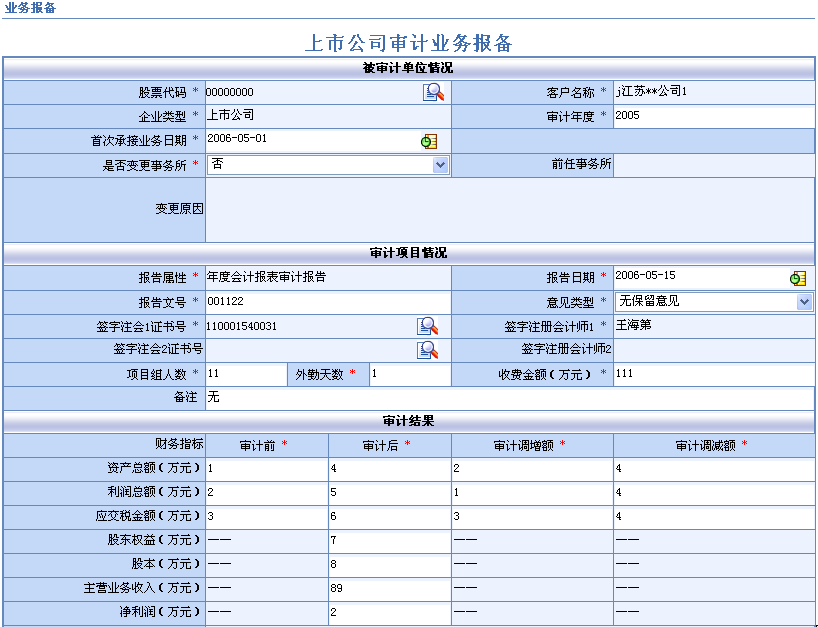 业务报备
上市公司审计业务报备
被审计单位情况
股票代码 * 00000000 客户名称 * j江苏**公司1
企业类型 * 上市公司 审计年度 * 2005
首次承接业务日期 * 2006-05-01
是否变更事务所 * 否 前任事务所
变更原因
审计项目情况
报告属性 * 年度会计报表审计报告 报告日期 * 2006-05-15
报告文号 * 001122 意见类型 * 无保留意见
签字注会1证书号 * 110001540031 签字注册会计师1 * 王海第
签字注会2证书号 签字注册会计师2
项目组人数 * 11 外勤天数 * 1 收费金额(万元) * 111
备注 无
审计结果
财务指标 审计前 * 审计后 * 审计调增额 * 审计调减额 *
资产总额(万元) 1 4 2 4
利润总额(万元) 2 5 1 4
应交税金额(万元) 3 6 3 4
股东权益(万元) —— 7 —— ——
股本(万元) —— 8 —— ——
主营业务收入(万元) —— 89 —— ——
净利润(万元) —— 2 —— ——